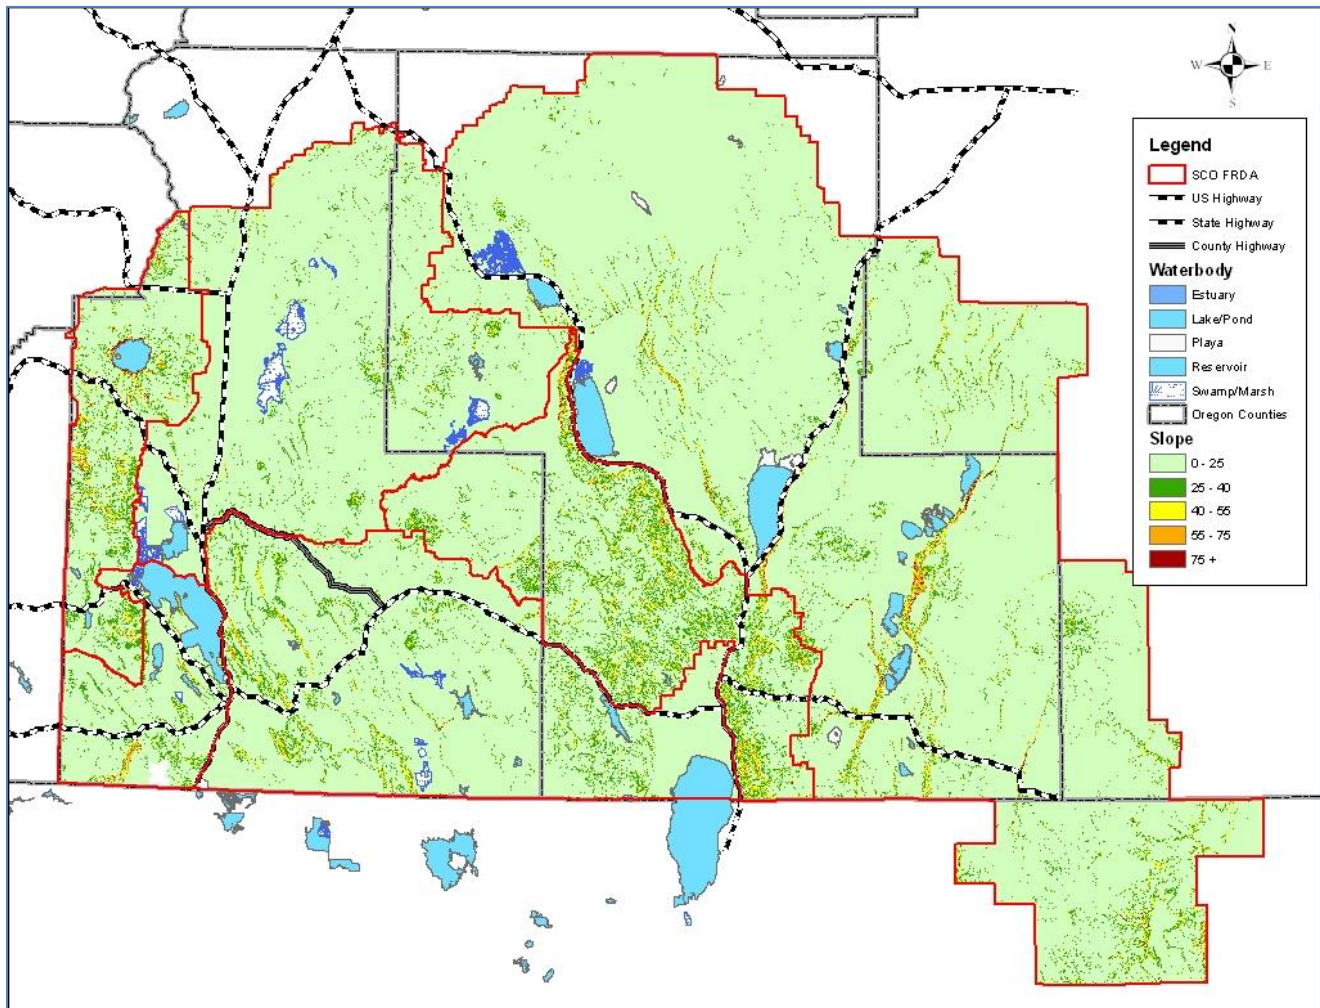 N
W E
S
Legend
SCO FRDA
US Highway
State Highway
County Highway
Waterbody
Estuary
Lake/Pond
Playa
Reservoir
Swamp/Marsh
Oregon Counties
Slope
0 - 25
25 - 40
40 - 55
55 - 75
75 +